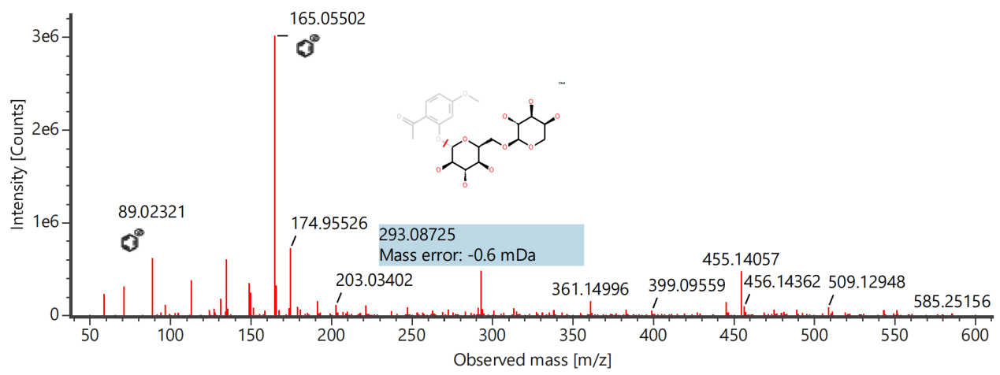 165.05502
3e6
Intensity [Counts]
2e6
89.02321
1e6
174.95526
293.08725
Mass error: -0.6 mDa
203.03402
361.14996
399.09559
455.14057
456.14362
509.12948
585.25156
0
50
100
150
200
250
300
350
400
450
500
550
600
Observed mass [m/z]
O
O
O
O
O
O
O
O
O
O
O
O